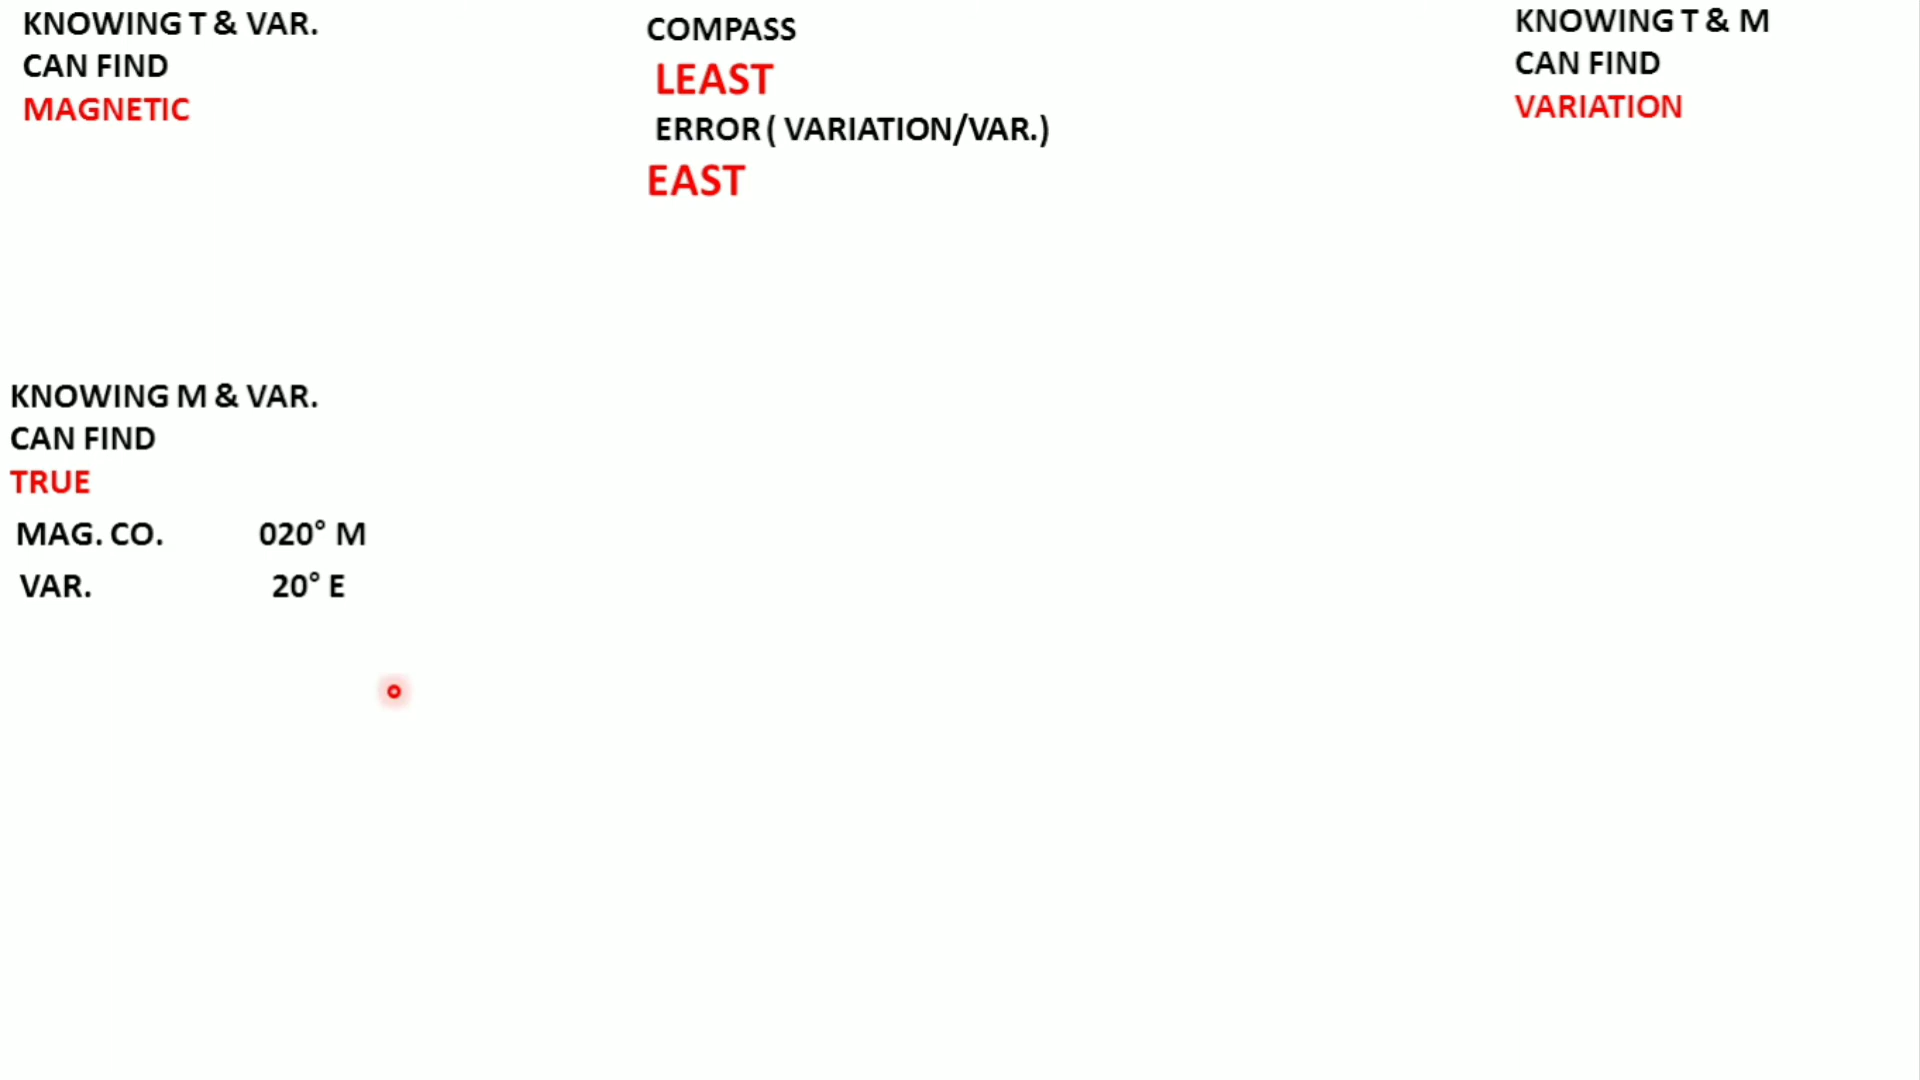 KNOWING T & VAR.
CAN FIND
MAGNETIC
COMPASS
LEAST
ERROR ( VARIATION/VAR.)
EAST
KNOWING T & M
CAN FIND
VARIATION
KNOWING M & VAR.
CAN FIND
TRUE
MAG. CO. 020° M
VAR. 20° E